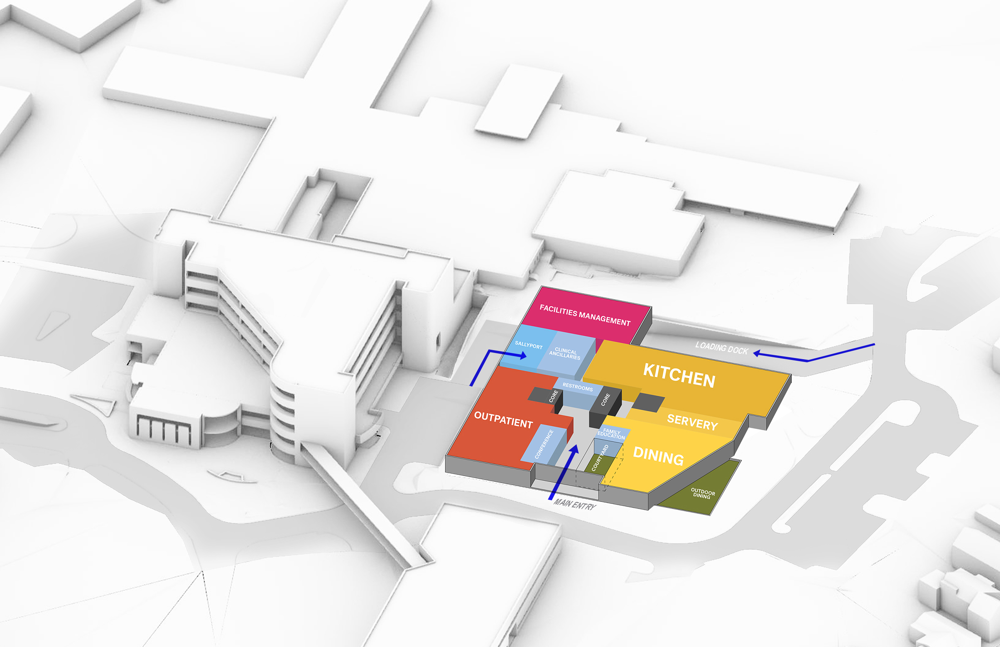 FACILITIES MANAGEMENT
SALLYPORT
CLINICAL
ANCILLARIES
LOADING DOCK
KITCHEN
RESTROOMS
CORE
CORE
OUTPATIENT
SERVERY
FAMILY
EDUCATION
CONFERENCE
COURTYARD
DINING
OUTDOOR
DINING
MAIN ENTRY